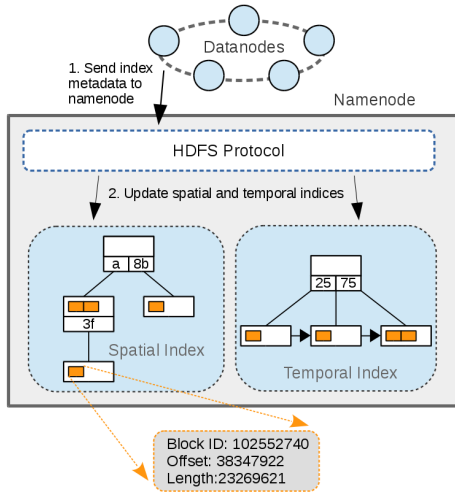 Datanodes
1. Send index
metadata to
namenode
Namenode
HDFS Protocol
2. Update spatial and temporal indices
a 8b
3f
Spatial Index
25 75
Temporal Index
Block ID: 102552740
Offset: 38347922
Length:23269621